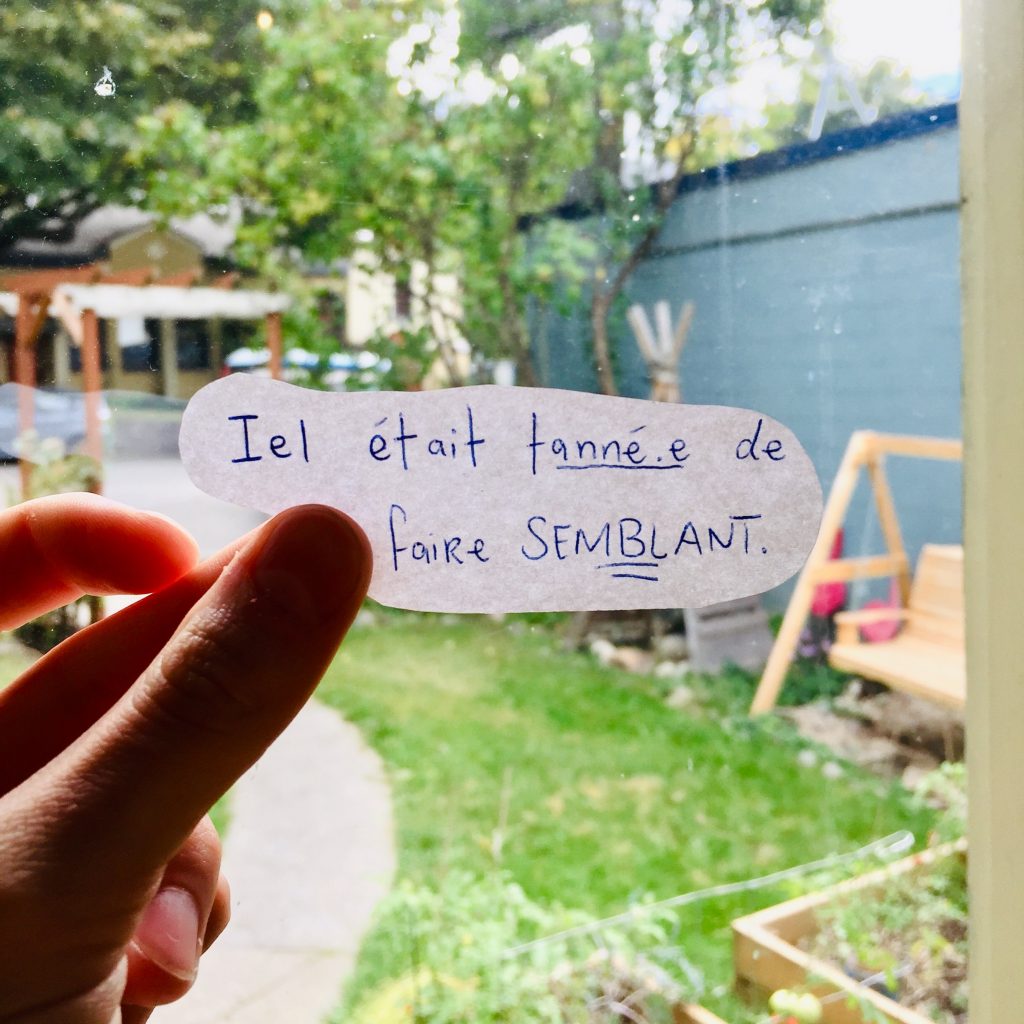 Iel était tanné.e de
faire SEMBLANT.